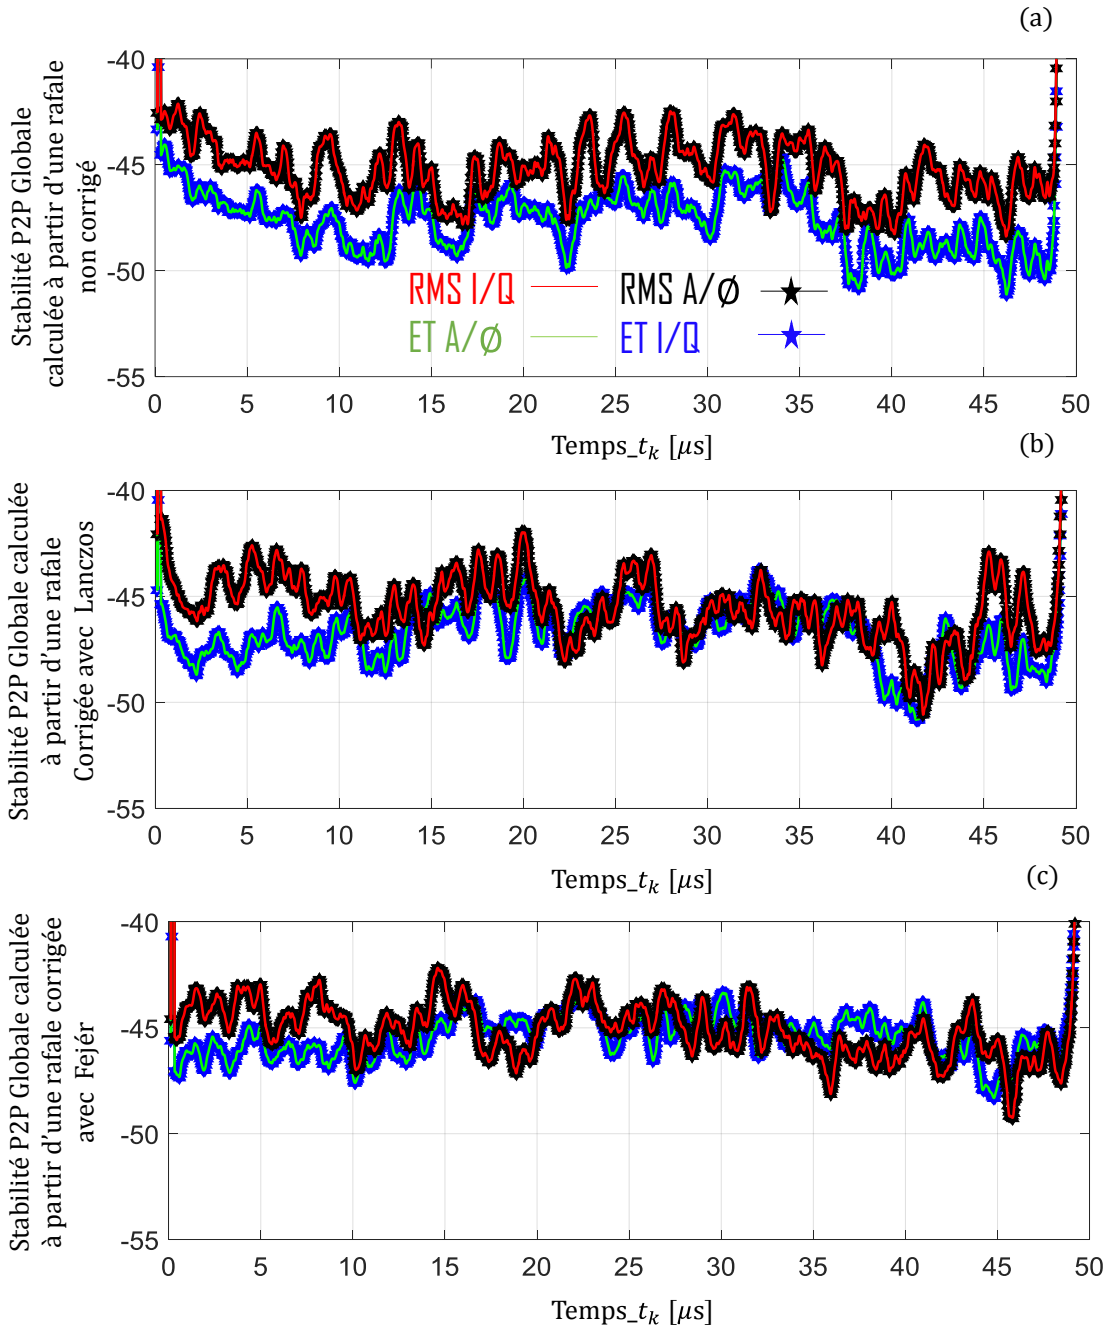 (a)
Stabilité P2P Globale
calculée à partir d'une rafale
non corrigé
-40
-45
-50
-55
RMS I/Q
RMS A/Ø
ET A/Ø
ET I/Q
0 5 10 15 20 25 30 35 40 45 50
Temps_t_k [μs]
(b)
Stabilité P2P Globale calculée
à partir d'une rafale
Corrigée avec Lanczos
-40
-45
-50
-55
0 5 10 15 20 25 30 35 40 45 50
Temps_t_k [μs]
(c)
Stabilité P2P Globale calculée
à partir d'une rafale corrigée
avec Fejér
-40
-45
-50
-55
0 5 10 15 20 25 30 35 40 45 50
Temps_t_k [μs]